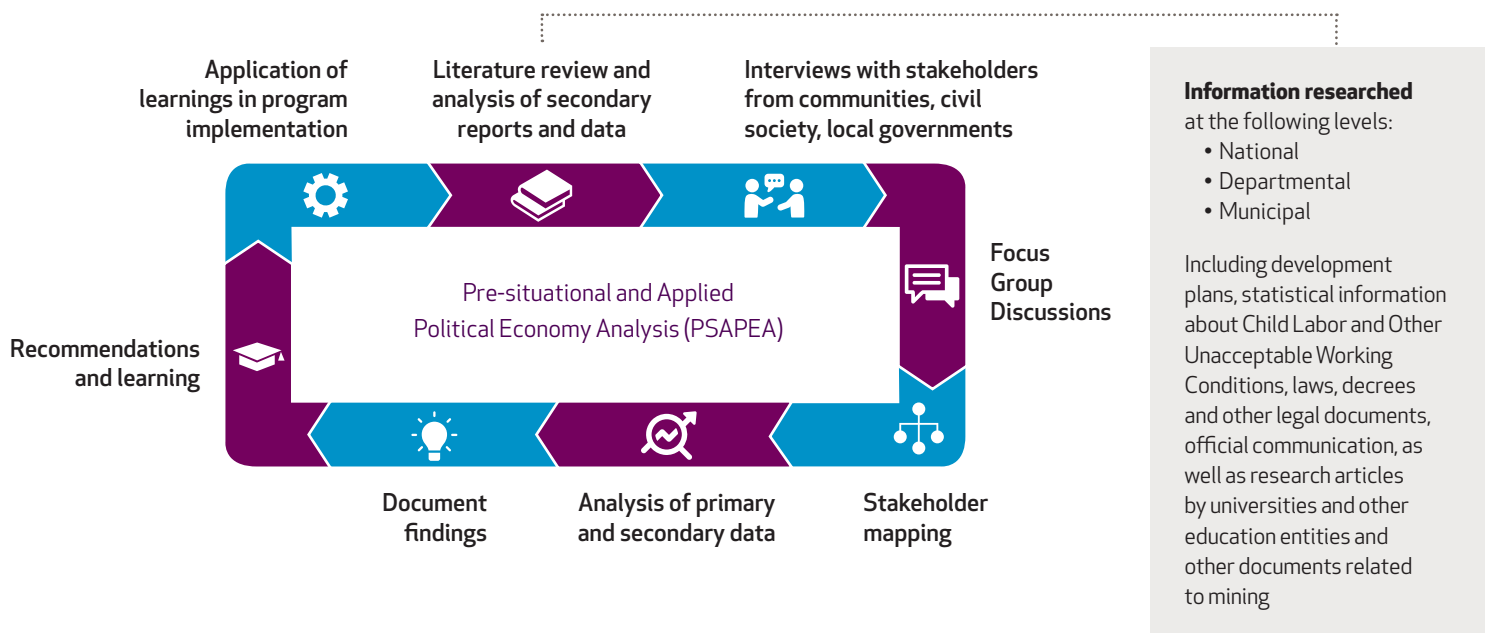 Application of
learnings in program
implementation
Literature review and
analysis of secondary
reports and data
Interviews with stakeholders
from communities, civil
society, local governments
Focus
Group
Discussions
Stakeholder
mapping
Analysis of primary
and secondary data
Document
findings
Recommendations
and learning
Pre-situational and Applied
Political Economy Analysis (PSAPEA)
Information researched
at the following levels:
• National
• Departmental
• Municipal
Including development
plans, statistical information
about Child Labor and Other
Unacceptable Working
Conditions, laws, decrees
and other legal documents,
official communication, as
well as research articles
by universities and other
education entities and
other documents related
to mining